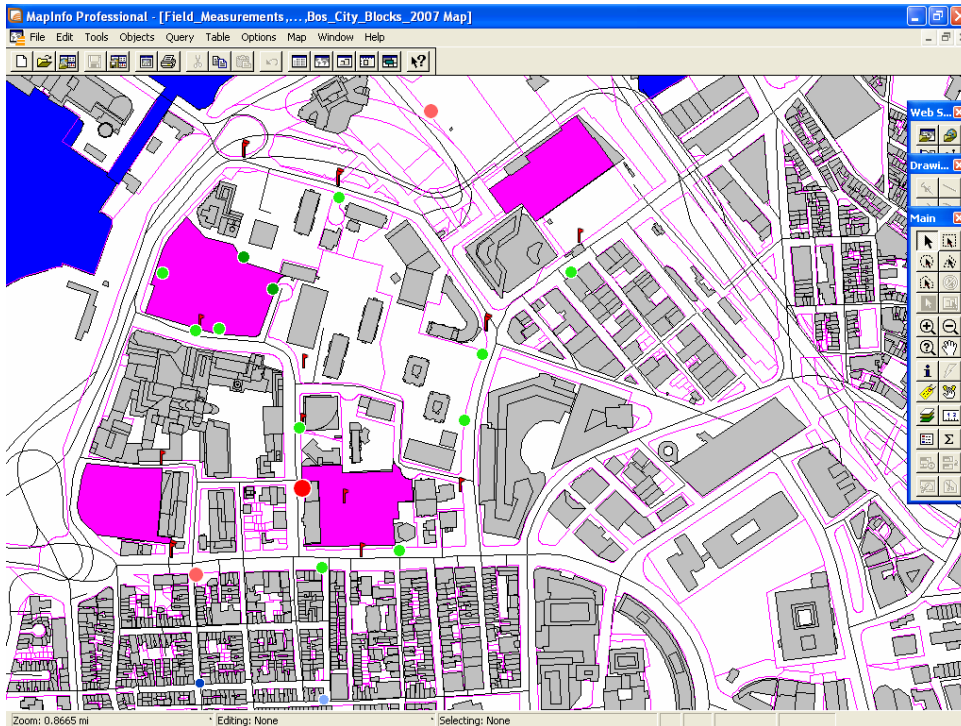 MapInfo Professional - [Field_Measurements,...,Bos_City_Blocks_2007 Map]
File Edit Tools Objects Query Table Options Map Window Help
Web S...
Drawi...
Main
Zoom: 0.8665 mi
Editing: None
Selecting: None